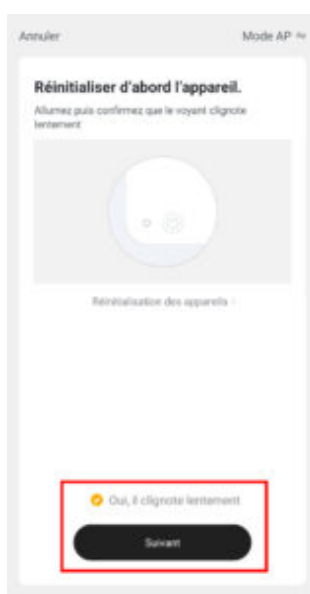 Annuler
Mode AP
Réinitialiser d'abord l'appareil.
Allumez puis confirmez que le voyant clignote
lentement
Réinitialisation des appareils
Oui, il clignote lentement
Suivant